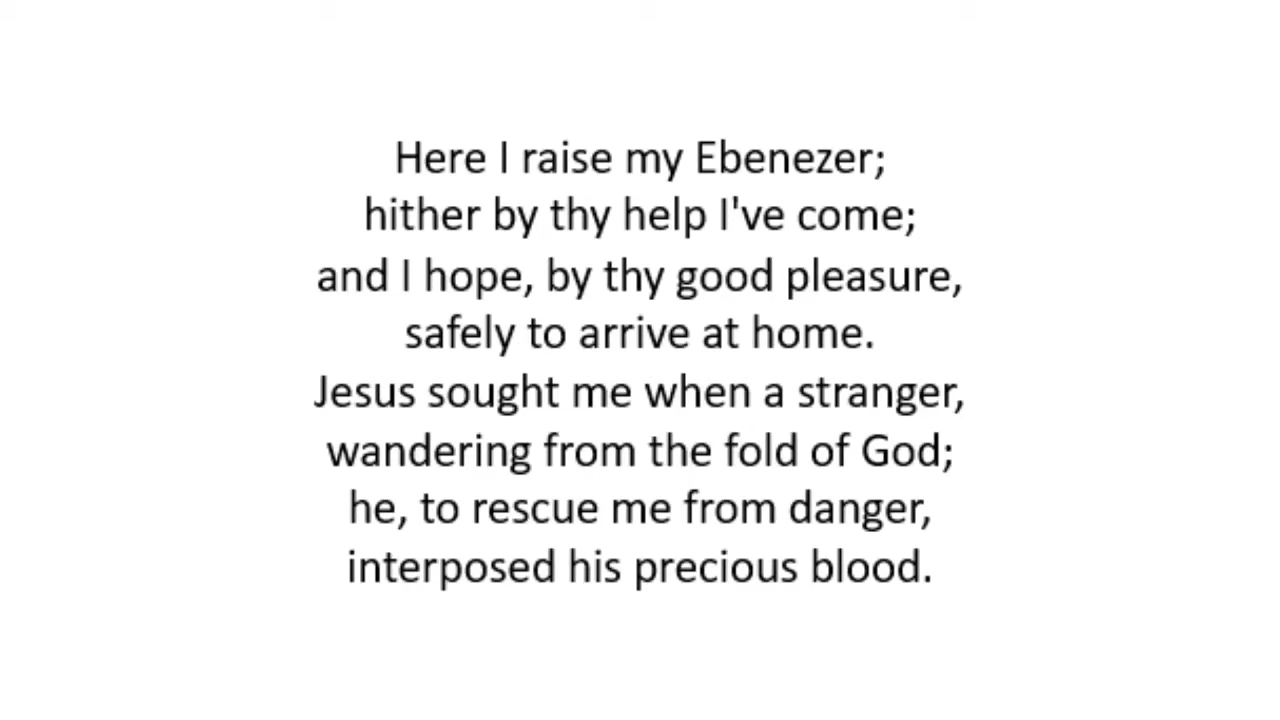 Here I raise my Ebenezer;
hither by thy help I've come;
and I hope, by thy good pleasure,
safely to arrive at home.
Jesus sought me when a stranger,
wandering from the fold of God;
he, to rescue me from danger,
interposed his precious blood.